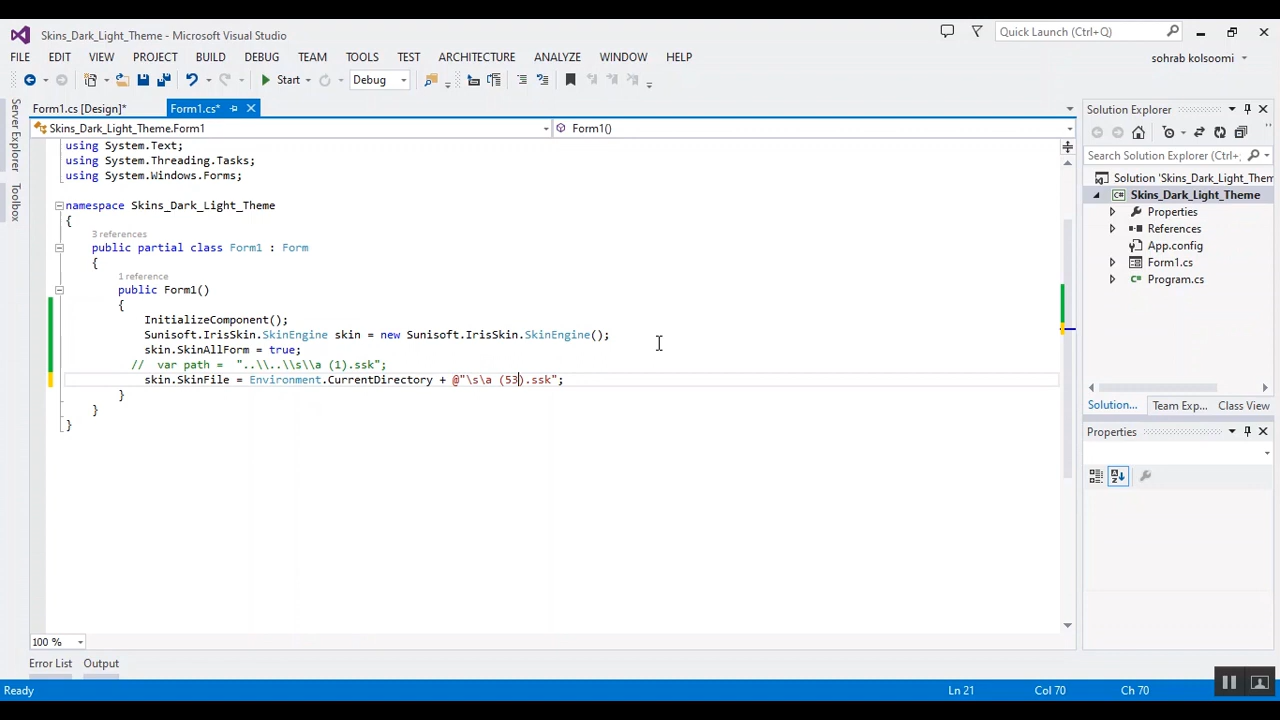 Skins_Dark_Light_Theme - Microsoft Visual Studio
Quick Launch (Ctrl+Q)
FILE EDIT VIEW PROJECT BUILD DEBUG TEAM TOOLS TEST ARCHITECTURE ANALYZE WINDOW HELP
sohrab kolsoomi
Start Debug
Server Explorer
Toolbox
Form1.cs [Design]* Form1.cs*
Skins_Dark_Light_Theme.Form1 Form1()
using System.Text;
using System.Threading.Tasks;
using System.Windows.Forms;
namespace Skins_Dark_Light_Theme
{
3 references
public partial class Form1 : Form
{
1 reference
public Form1()
{
InitializeComponent();
Sunisoft.IrisSkin.SkinEngine skin = new Sunisoft.IrisSkin.SkinEngine();
skin.SkinAllForm = true;
// var path = "..\\..\\s\\a (1).ssk";
skin.SkinFile = Environment.CurrentDirectory + @"\s\a (53).ssk";
}
}
}
100 %
Error List Output
Solution Explorer
Search Solution Explorer (Ctrl+;
Solution 'Skins_Dark_Light_Them
Skins_Dark_Light_Theme
Properties
References
App.config
Form1.cs
Program.cs
Solution... Team Exp... Class View
Properties
Ready Ln 21 Col 70 Ch 70